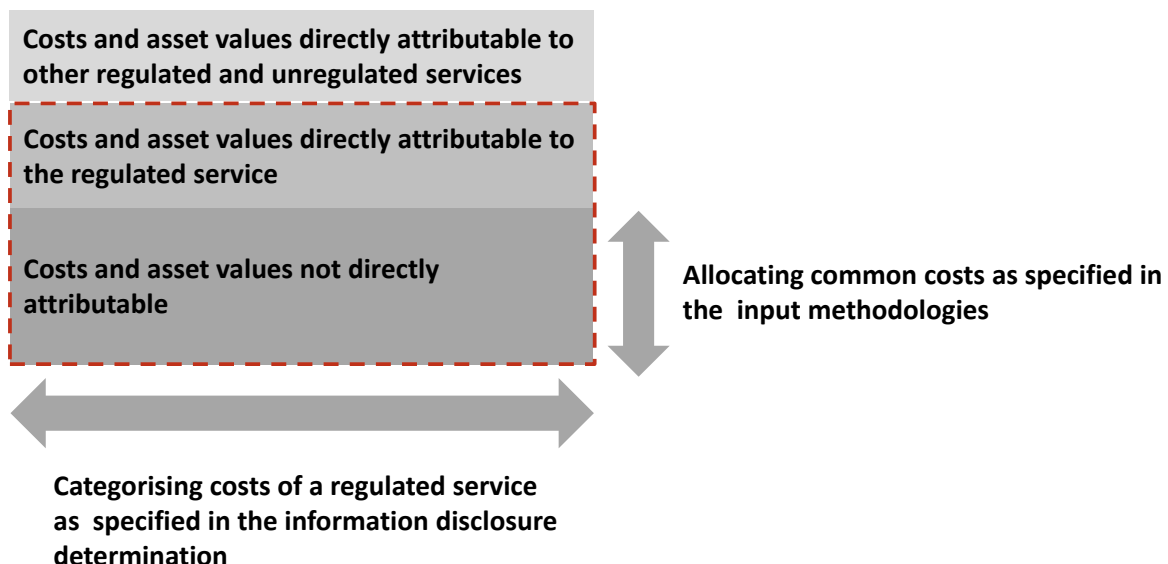 Costs and asset values directly attributable to
other regulated and unregulated services
Costs and asset values directly attributable to
the regulated service
Costs and asset values not directly
attributable
Allocating common costs as specified in
the  input methodologies
Categorising costs of a regulated service
as  specified in the information disclosure
determination